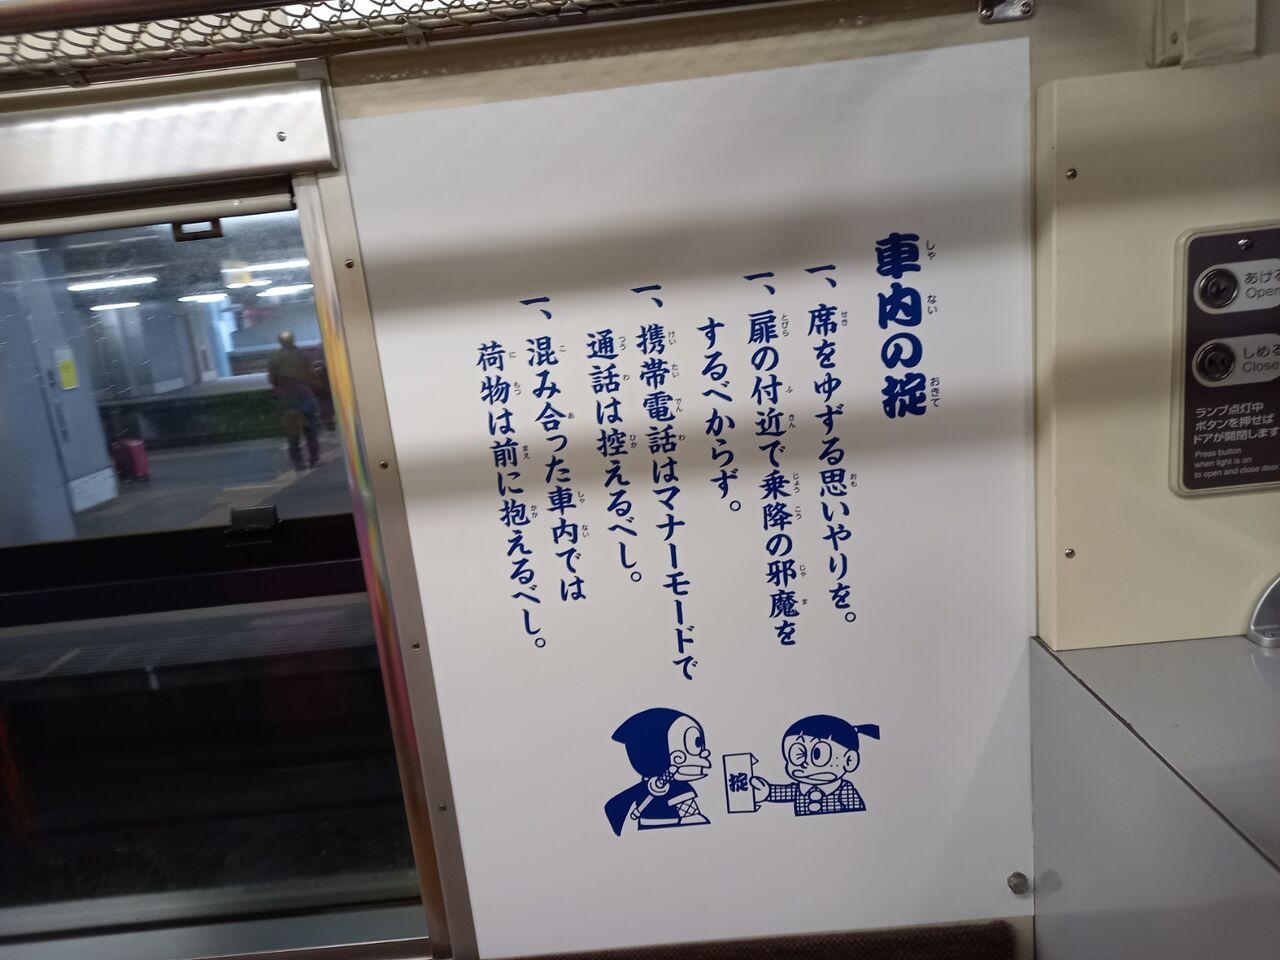 車内の掟
一、席をゆずる思いやりを。
一、扉の付近で乗降の邪魔を
するべからず。
一、携帯電話はマナーモードで
通話は控えるべし。
一、混み合った車内では
荷物は前に抱えるべし。
掟
あける
Open
しめる
Close
ランプ点灯中
ボタンを押せば
ドアが開閉します
Press button
when light is on
to open and close door